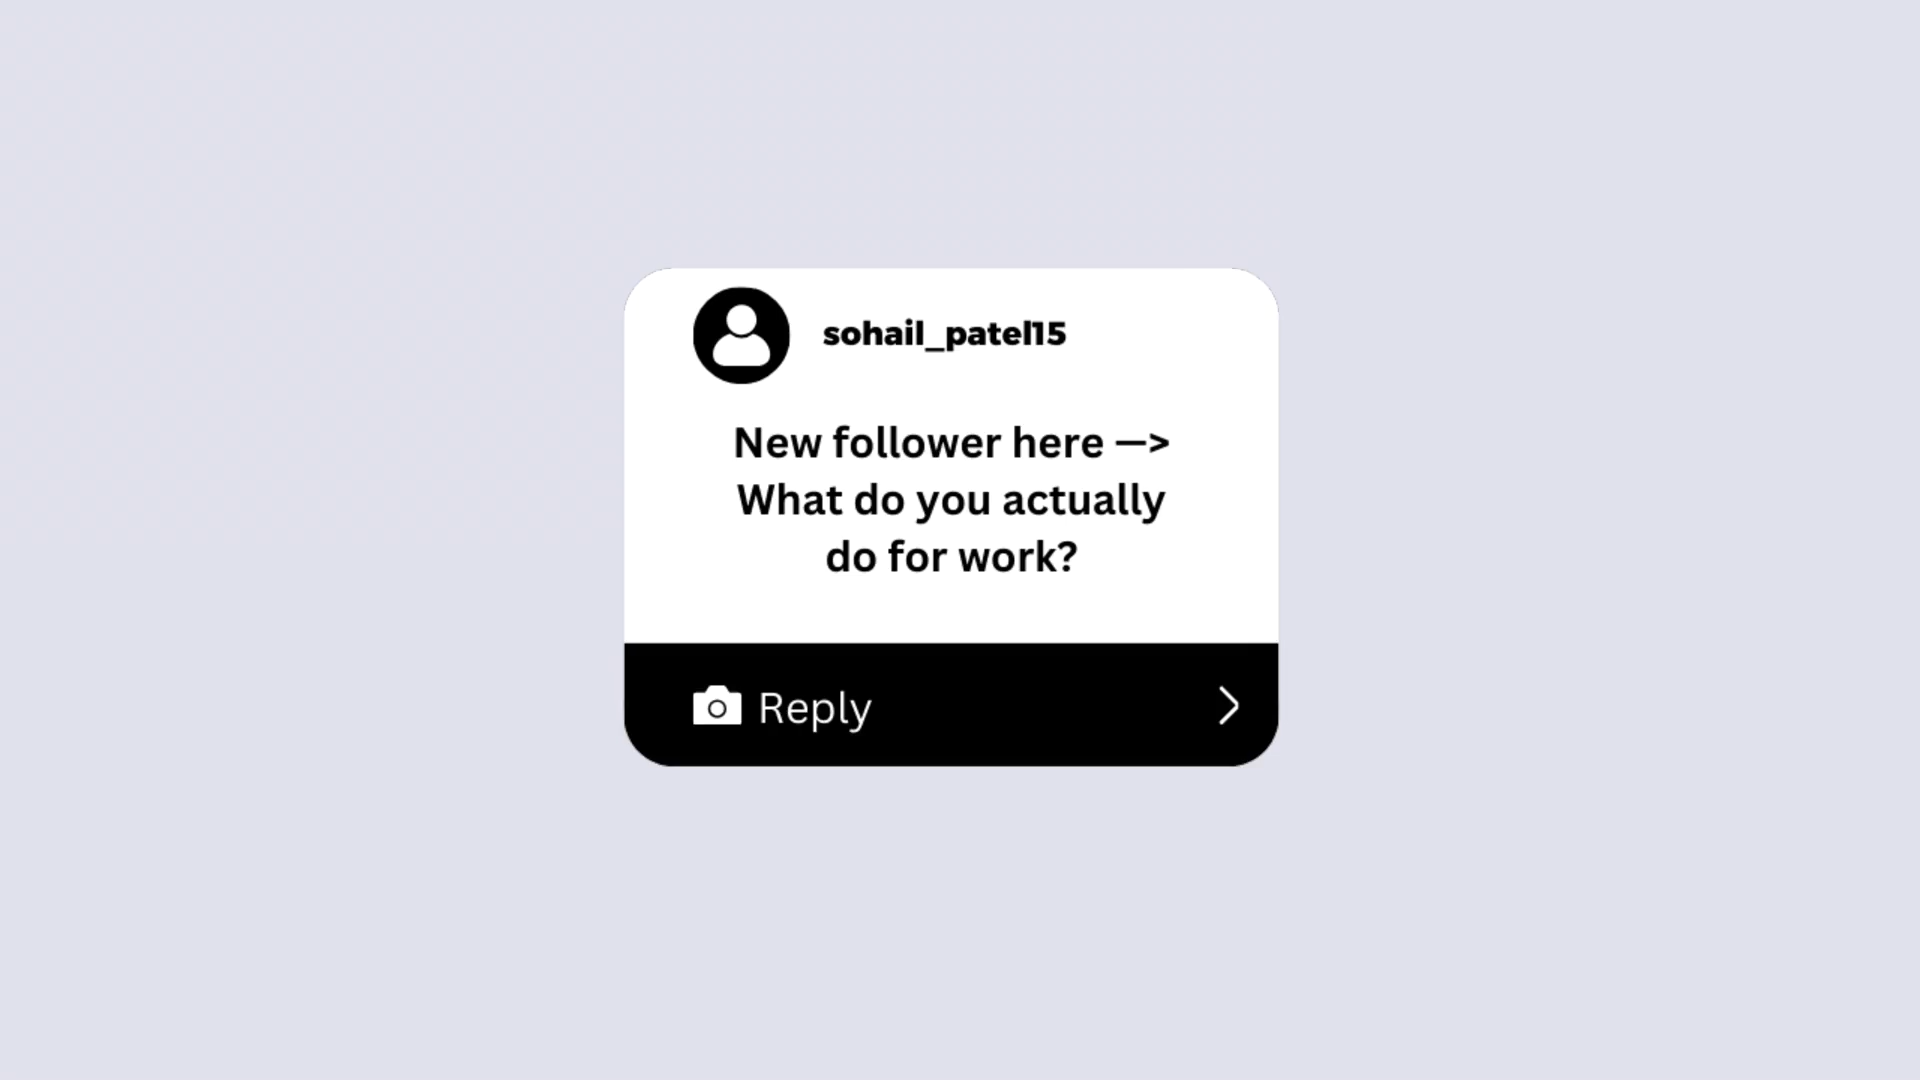 sohail_patel15
New follower here —>
What do you actually
do for work?
Reply